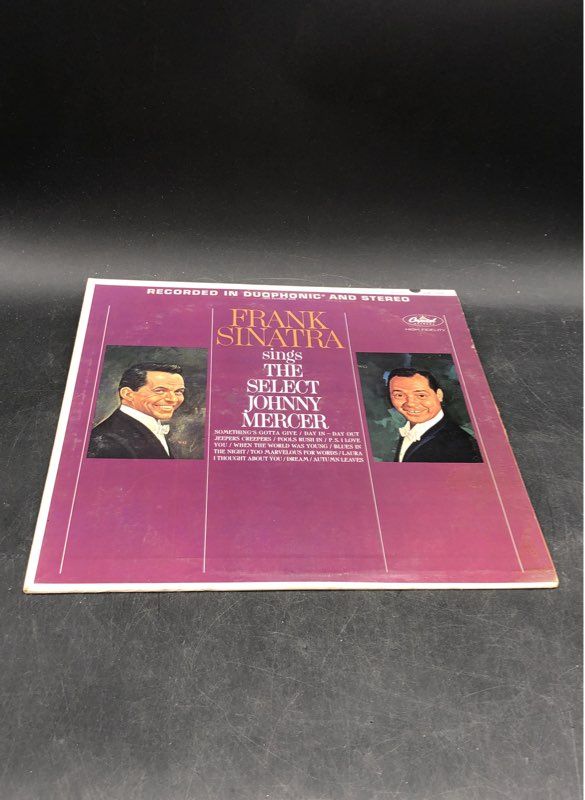 RECORDED IN DUOPHONIC® AND STEREO
Capitol
HIGH FIDELITY
FRANK
SINATRA
sings
THE
SELECT
JOHNNY
MERCER
SOMETHING'S GOTTA GIVE / DAY IN – DAY OUT
JEEPERS CREEPERS / FOOLS RUSH IN / P.S. I LOVE
YOU / WHEN THE WORLD WAS YOUNG / BLUES IN
THE NIGHT / TOO MARVELOUS FOR WORDS / LAURA
I THOUGHT ABOUT YOU / DREAM / AUTUMN LEAVES